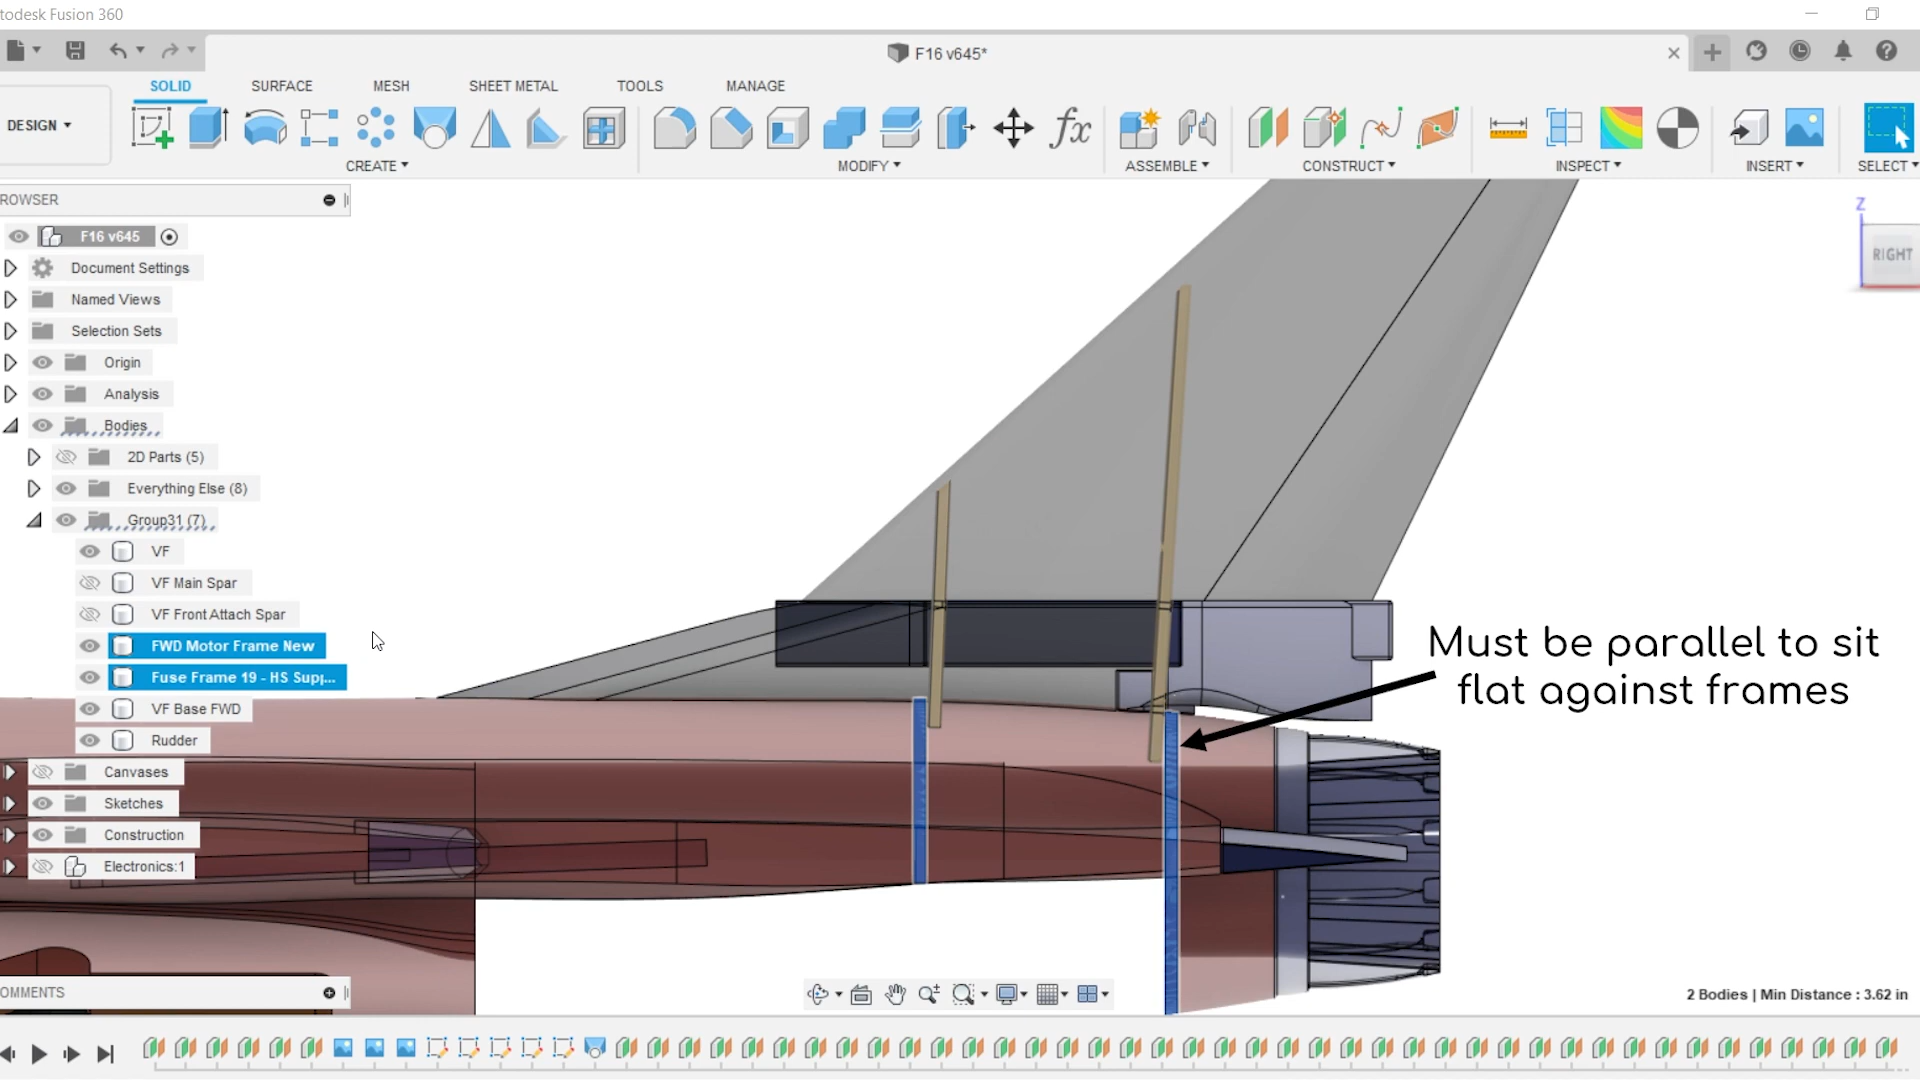 todesk Fusion 360
F16 v645*
SOLID SURFACE MESH SHEET METAL TOOLS MANAGE
DESIGN
CREATE MODIFY ASSEMBLE CONSTRUCT INSPECT INSERT SELECT
ROWSER
F16 v645
Document Settings
Named Views
Selection Sets
Origin
Analysis
Bodies
2D Parts (5)
Everything Else (8)
Group31 (7)
VF
VF Main Spar
VF Front Attach Spar
FWD Motor Frame New
Fuse Frame 19 - HS Supp...
VF Base FWD
Rudder
Canvases
Sketches
Construction
Electronics:1
Z
RIGHT
Must be parallel to sit
flat against frames
OMMENTS
2 Bodies | Min Distance : 3.62 in